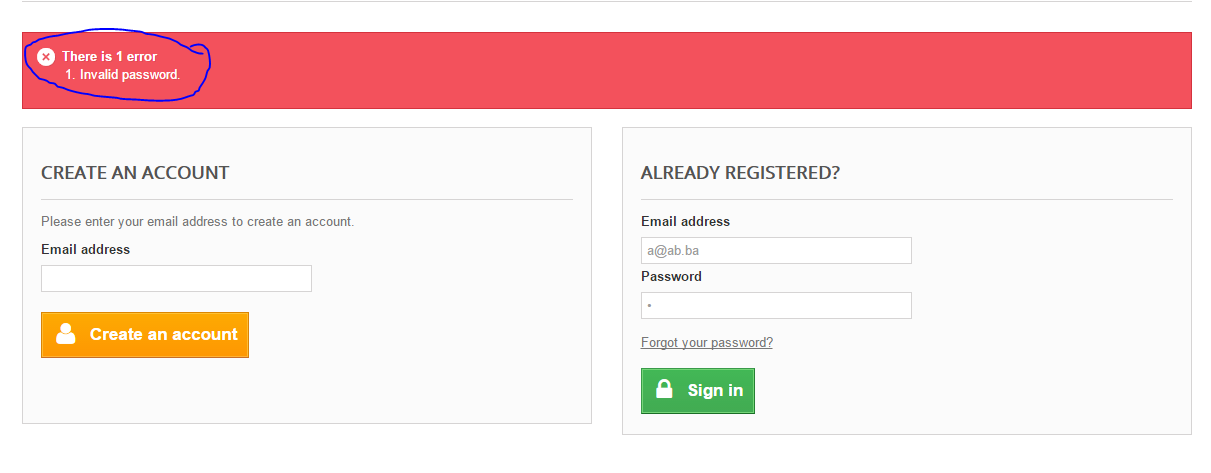 There is 1 error
1. Invalid password.
CREATE AN ACCOUNT
Please enter your email address to create an account.
Email address
Create an account
ALREADY REGISTERED?
Email address
a@ab.ba
Password
•
Forgot your password?
Sign in